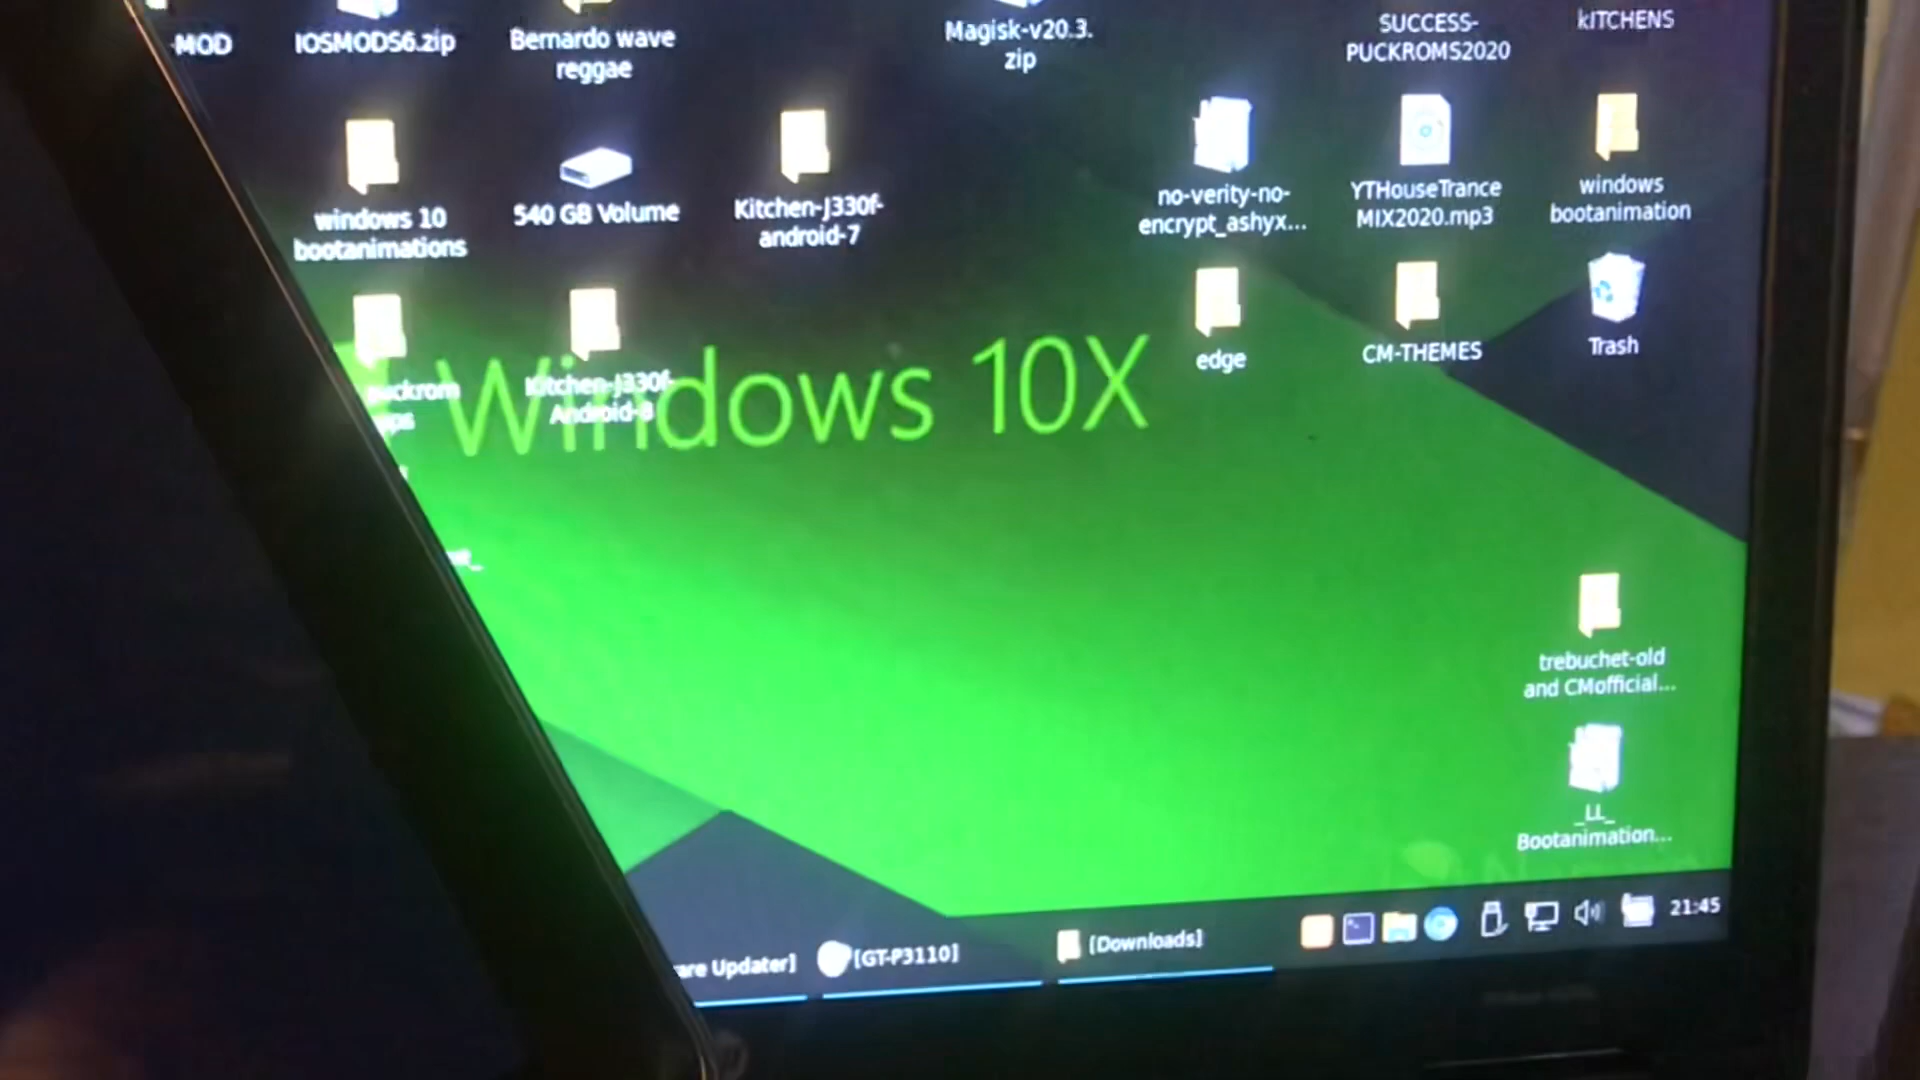 -MOD
IOSMODS6.zip
Bernardo wave
reggae
Magisk-v20.3.
zip
SUCCESS-
PUCKROMS2020
kITCHENS
windows 10
bootanimations
540 GB Volume
Kitchen-J330f-
android-7
no-verity-no-
encrypt_ashyx...
YTHouseTrance
MIX2020.mp3
windows
bootanimation
Kitchen-J330f-
Android-8
edge
CM-THEMES
Trash
Windows 10X
trebuchet-old
and CMofficial...
_LL_
Bootanimation...
Updater]
[GT-P3110]
[Downloads]
21:45